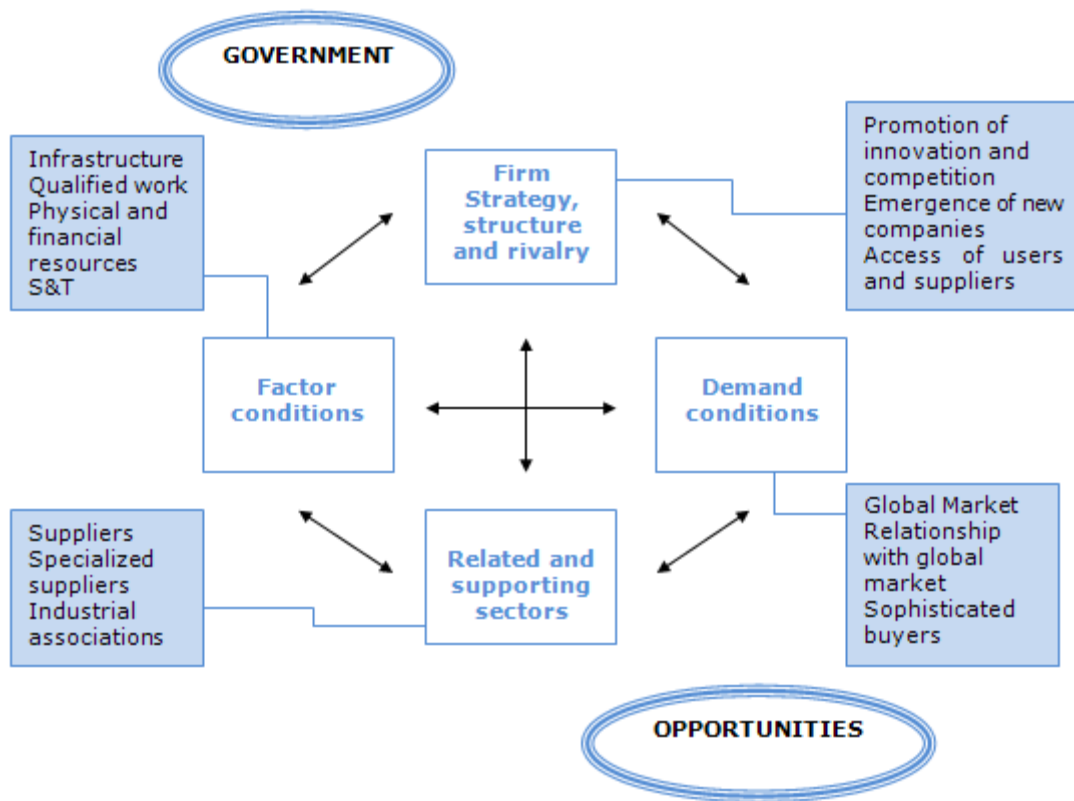 GOVERNMENT
Infrastructure
Qualified work
Physical and
financial
resources
S&T
Firm
Strategy,
structure
and rivalry
Promotion of
innovation and
competition
Emergence of new
companies
Access of users
and suppliers
Factor
conditions
Demand
conditions
Suppliers
Specialized
suppliers
Industrial
associations
Related and
supporting
sectors
Global Market
Relationship
with global
market
Sophisticated
buyers
OPPORTUNITIES